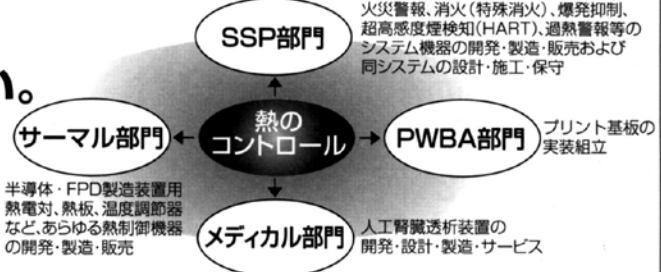 火災警報、消火(特殊消火)、爆発抑制、
超高感度煙検知(HART)、過熱警報等の
システム機器の開発・製造・販売および
同システムの設計・施工・保守
SSP部門
い。
サーマル部門
熱の
コントロール
PWBA部門
プリント基板の
実装組立
半導体・FPD製造装置用
熱電対、熱板、温度調節器
など、あらゆる熱制御機器
の開発・製造・販売
メディカル部門
人工腎臓透析装置の
開発・設計・製造・サービス